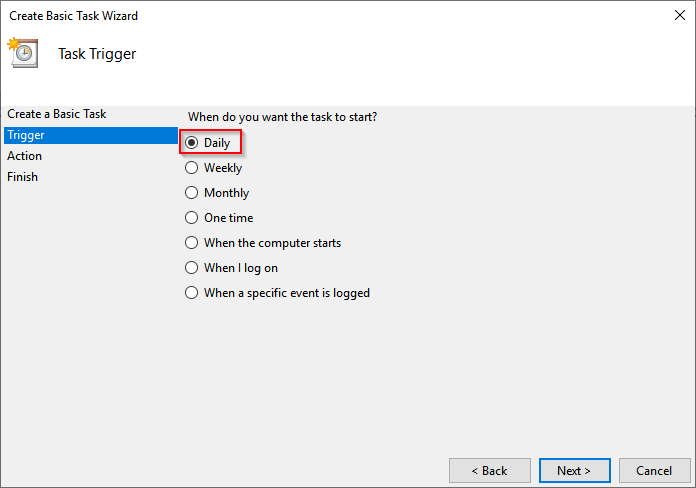 Create Basic Task Wizard
Task Trigger
Create a Basic Task
Trigger
Action
Finish
When do you want the task to start?
Daily
Weekly
Monthly
One time
When the computer starts
When I log on
When a specific event is logged
< Back
Next >
Cancel